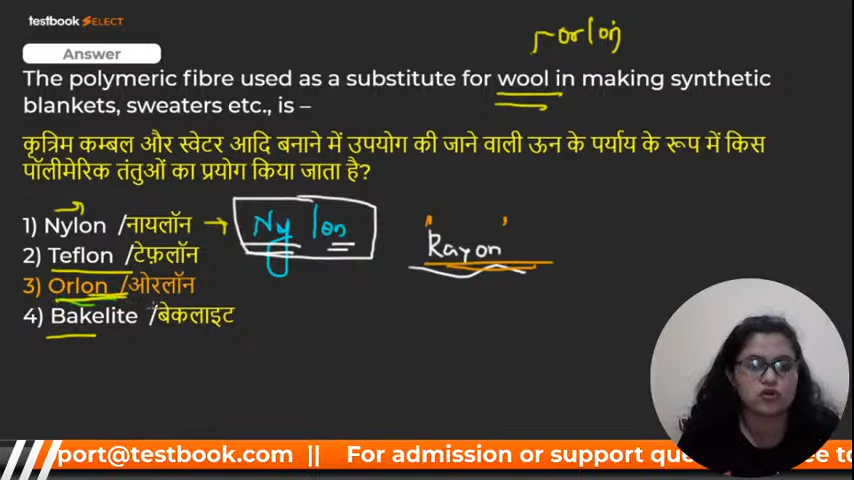 testbook SELECT
orlon
Answer
The polymeric fibre used as a substitute for wool in making synthetic
blankets, sweaters etc., is –
कृत्रिम कम्बल और स्वेटर आदि बनाने में उपयोग की जाने वाली ऊन के पर्याय के रूप में किस
पॉलीमेरिक तंतुओं का प्रयोग किया जाता है?
1) Nylon /नायलॉन → Nylon
"Rayon"
2) Teflon /टेफ़लॉन
3) Orlon /ओरलॉन
4) Bakelite /बेकलाइट
port@testbook.com || For admission or support